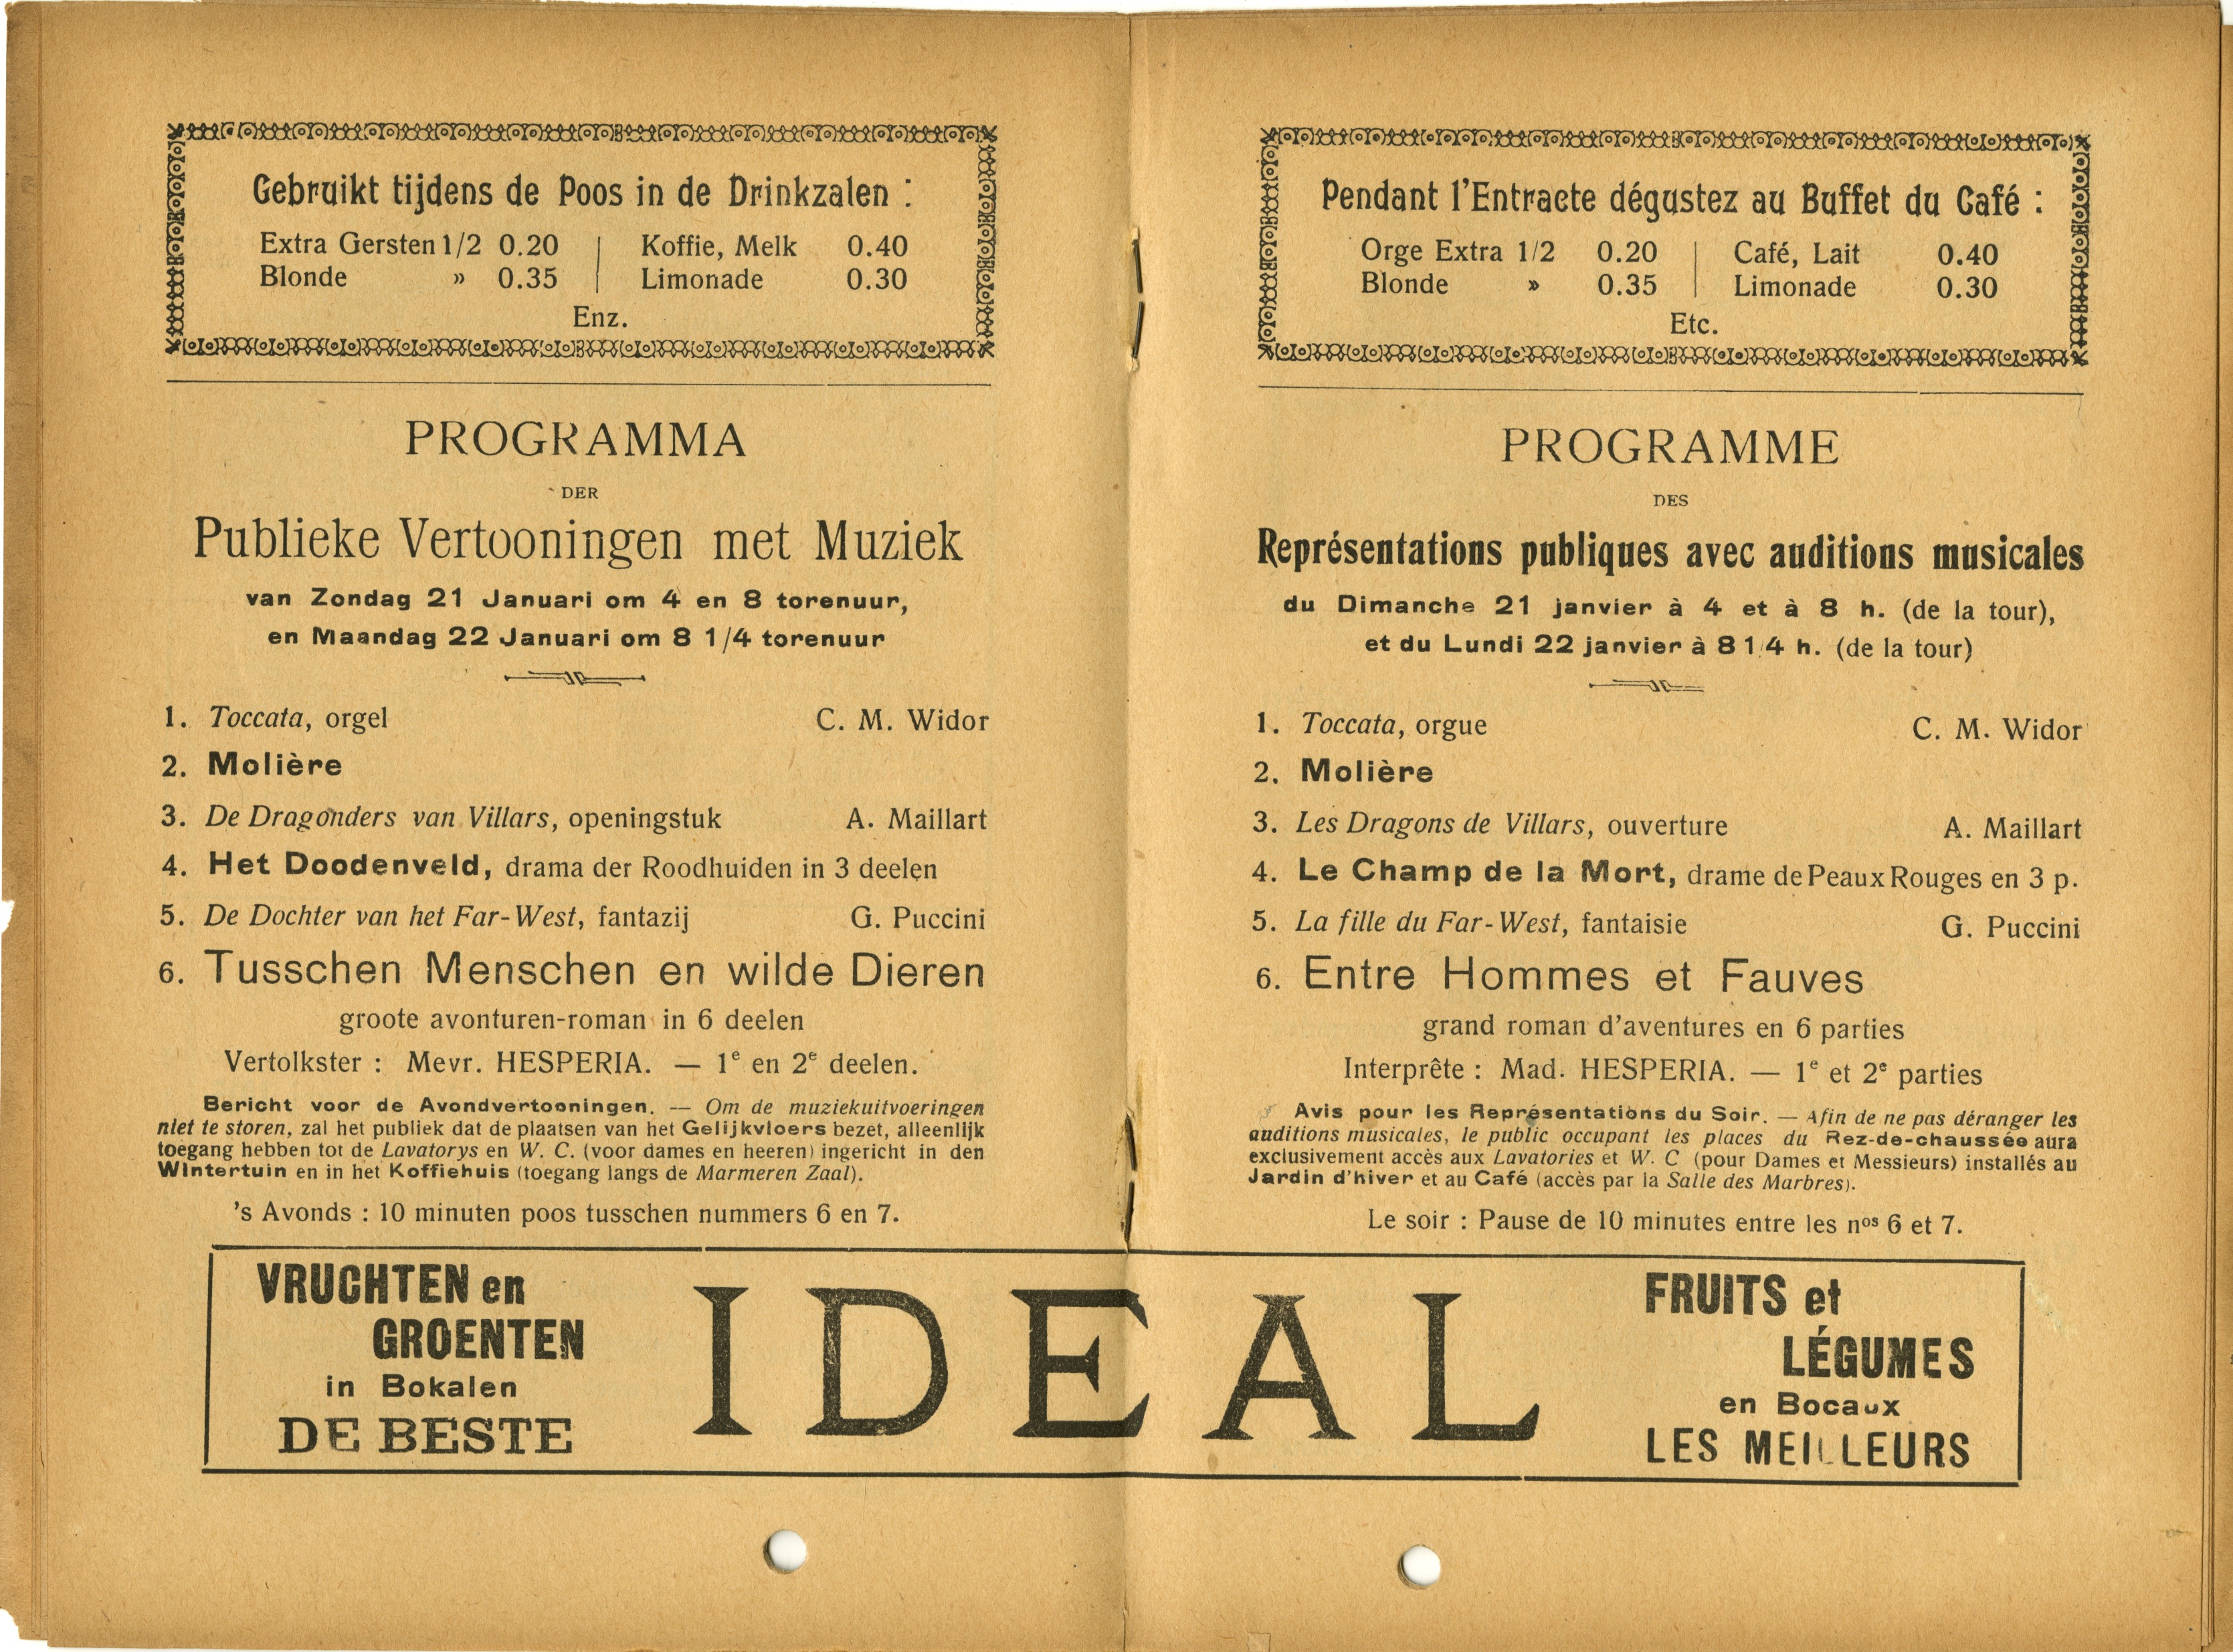 Gebruikt tijdens de Poos in de Drinkzalen :
Extra Gersten 1/2 0.20 | Koffie, Melk 0.40
Blonde » 0.35 | Limonade 0.30
Enz.
PROGRAMMA
DER
Publieke Vertooningen met Muziek
van Zondag 21 Januari om 4 en 8 torenuur,
en Maandag 22 Januari om 8 1/4 torenuur
1. Toccata, orgel C. M. Widor
2. Molière
3. De Dragonders van Villars, openingstuk A. Maillart
4. Het Doodenveld, drama der Roodhuiden in 3 deelen
5. De Dochter van het Far-West, fantazij G. Puccini
6. Tusschen Menschen en wilde Dieren
groote avonturen-roman in 6 deelen
Vertolkster : Mevr. HESPERIA. — 1e en 2e deelen.
Bericht voor de Avondvertooningen. — Om de muziekuitvoeringen
niet te storen, zal het publiek dat de plaatsen van het Gelijkvloers bezet, alleenlijk
toegang hebben tot de Lavatorys en W. C. (voor dames en heeren) ingericht in den
Wintertuin en in het Koffiehuis (toegang langs de Marmeren Zaal).
's Avonds : 10 minuten poos tusschen nummers 6 en 7.
Pendant l'Entracte dégustez au Buffet du Café :
Orge Extra 1/2 0.20 | Café, Lait 0.40
Blonde » 0.35 | Limonade 0.30
Etc.
PROGRAMME
DES
Représentations publiques avec auditions musicales
du Dimanche 21 janvier à 4 et à 8 h. (de la tour),
et du Lundi 22 janvier à 8 1/4 h. (de la tour)
1. Toccata, orgue C. M. Widor
2. Molière
3. Les Dragons de Villars, ouverture A. Maillart
4. Le Champ de la Mort, drame de Peaux Rouges en 3 p.
5. La fille du Far-West, fantaisie G. Puccini
6. Entre Hommes et Fauves
grand roman d'aventures en 6 parties
Interprête : Mad. HESPERIA. — 1e et 2e parties
Avis pour les Représentations du Soir. — Afin de ne pas déranger les
auditions musicales, le public occupant les places du Rez-de-chaussée aura
exclusivement accès aux Lavatories et W. C (pour Dames et Messieurs) installés au
Jardin d'hiver et au Café (accès par la Salle des Marbres).
Le soir : Pause de 10 minutes entre les nos 6 et 7.
VRUCHTEN en
GROENTEN
in Bokalen
DE BESTE
IDEAL
FRUITS et
LÉGUMES
en Bocaux
LES MEILLEURS